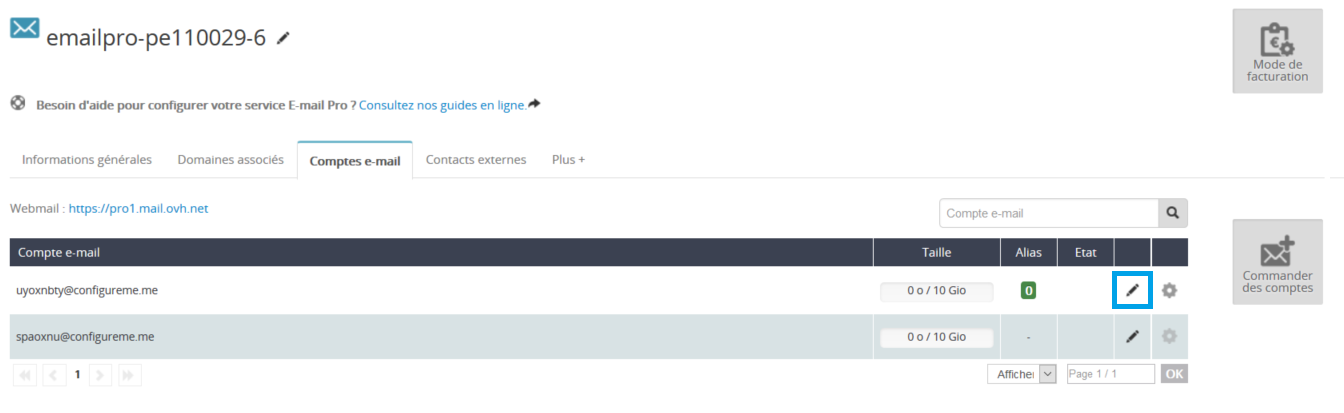 emailpro-pe110029-6
Mode de
facturation
Besoin d'aide pour configurer votre service E-mail Pro ? Consultez nos guides en ligne.
Informations générales Domaines associés Comptes e-mail Contacts externes Plus +
Webmail : https://pro1.mail.ovh.net
Compte e-mail
Compte e-mail Taille Alias Etat
uyoxnbty@configureme.me 0 o / 10 Gio 0
spaoxnu@configureme.me 0 o / 10 Gio -
Commander
des comptes
1 Affiche Page 1 / 1 OK